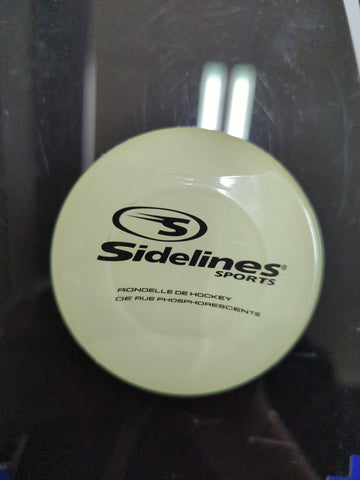 S
Sidelines®
SPORTS
RONDELLE DE HOCKEY
DE RUE PHOSPHORESCENTE